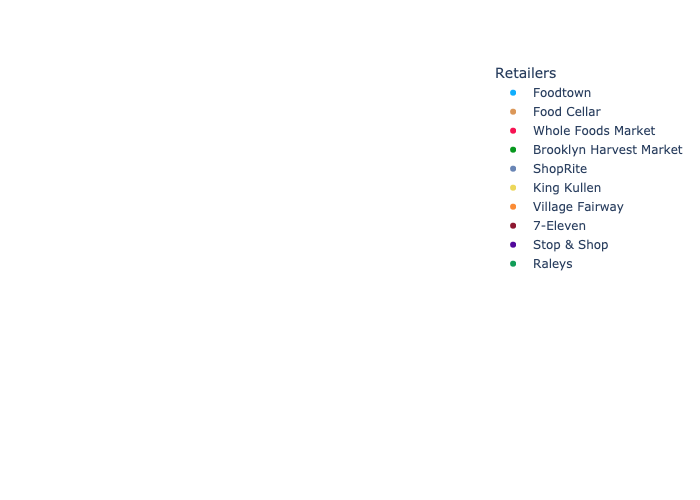 Retailers
Foodtown
Food Cellar
Whole Foods Market
Brooklyn Harvest Market
ShopRite
King Kullen
Village Fairway
7-Eleven
Stop & Shop
Raleys